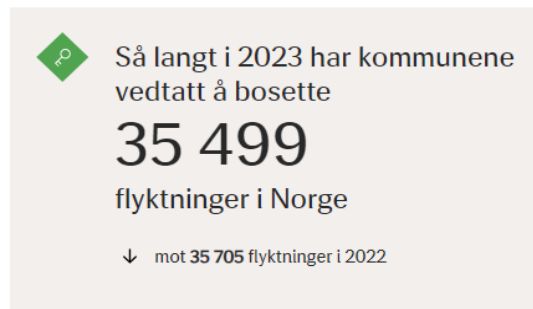 Så langt i 2023 har kommunene
vedtatt å bosette
35 499
flyktninger i Norge
mot 35 705 flyktninger i 2022